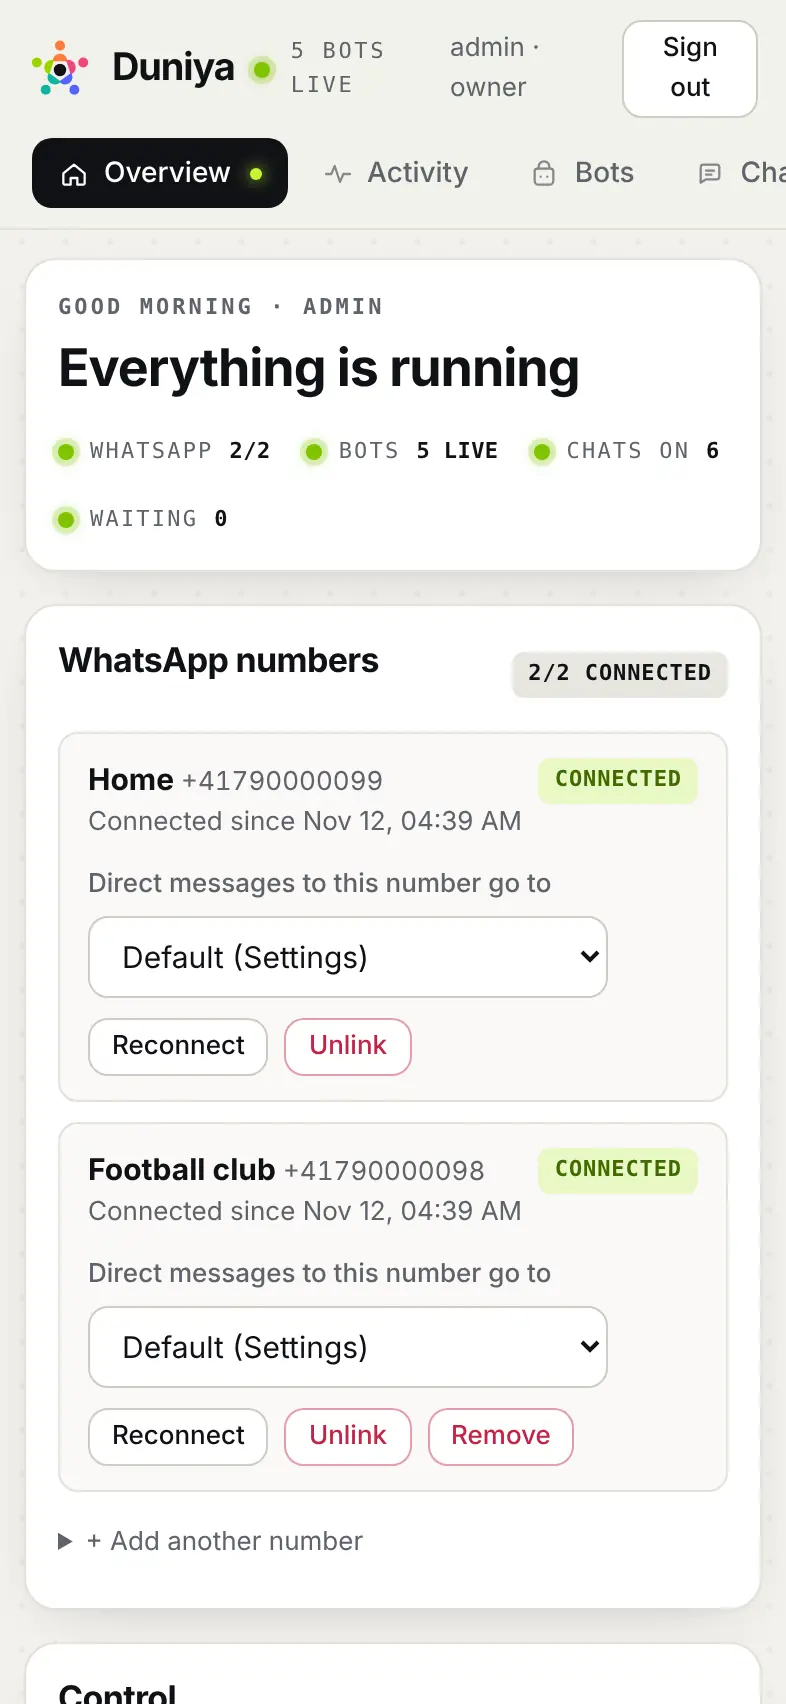 Duniya
5 BOTS
LIVE
admin ·
owner
Sign
out
Overview
Activity
Bots
GOOD MORNING · ADMIN
Everything is running
WHATSAPP 2/2
BOTS 5 LIVE
CHATS ON 6
WAITING 0
WhatsApp numbers
2/2 CONNECTED
Home +41790000099
CONNECTED
Connected since Nov 12, 04:39 AM
Direct messages to this number go to
Default (Settings)
Reconnect
Unlink
Football club +41790000098
CONNECTED
Connected since Nov 12, 04:39 AM
Direct messages to this number go to
Default (Settings)
Reconnect
Unlink
Remove
+ Add another number
Control